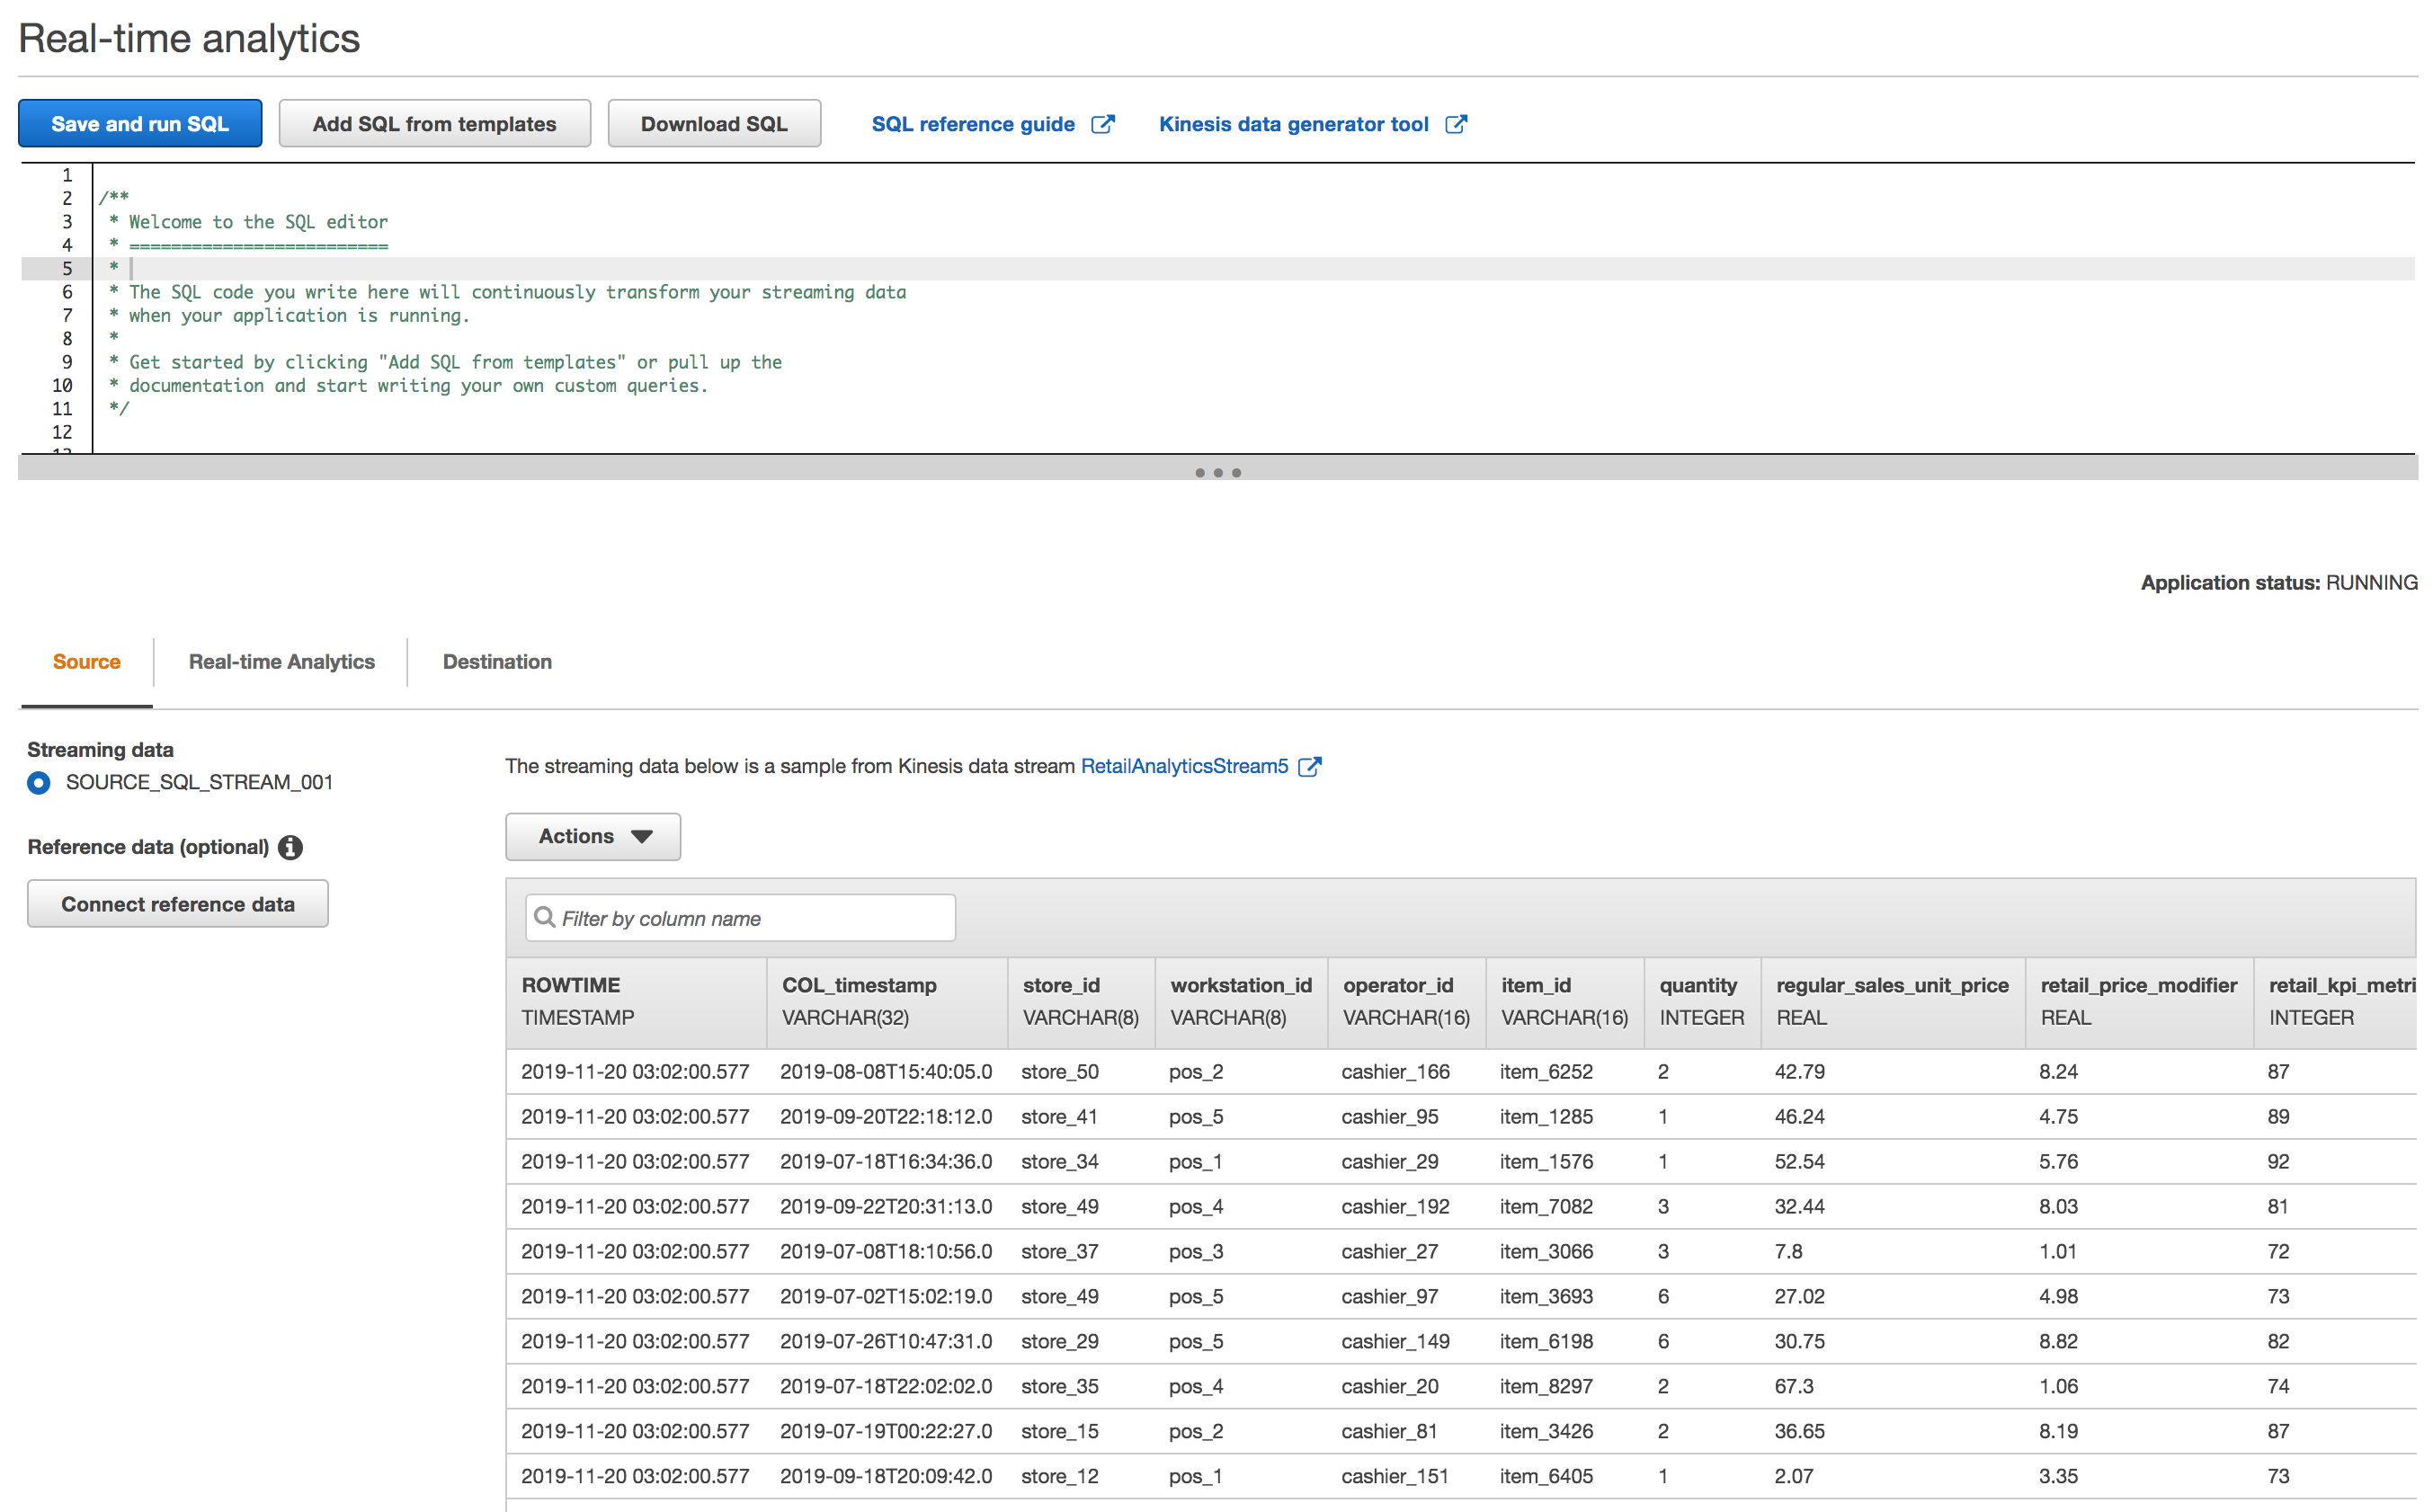 Real-time analytics
Save and run SQL Add SQL from templates Download SQL SQL reference guide Kinesis data generator tool
1
2 /**
3 * Welcome to the SQL editor
4 * =========================
5 *
6 * The SQL code you write here will continuously transform your streaming data
7 * when your application is running.
8 *
9 * Get started by clicking "Add SQL from templates" or pull up the
10 * documentation and start writing your own custom queries.
11 */
12
Application status: RUNNING
Source Real-time Analytics Destination
Streaming data
SOURCE_SQL_STREAM_001
Reference data (optional)
Connect reference data
The streaming data below is a sample from Kinesis data stream RetailAnalyticsStream5
Actions
Filter by column name
ROWTIME COL_timestamp store_id workstation_id operator_id item_id quantity regular_sales_unit_price retail_price_modifier retail_kpi_metri
TIMESTAMP VARCHAR(32) VARCHAR(8) VARCHAR(8) VARCHAR(16) VARCHAR(16) INTEGER REAL REAL INTEGER
2019-11-20 03:02:00.577 2019-08-08T15:40:05.0 store_50 pos_2 cashier_166 item_6252 2 42.79 8.24 87
2019-11-20 03:02:00.577 2019-09-20T22:18:12.0 store_41 pos_5 cashier_95 item_1285 1 46.24 4.75 89
2019-11-20 03:02:00.577 2019-07-18T16:34:36.0 store_34 pos_1 cashier_29 item_1576 1 52.54 5.76 92
2019-11-20 03:02:00.577 2019-09-22T20:31:13.0 store_49 pos_4 cashier_192 item_7082 3 32.44 8.03 81
2019-11-20 03:02:00.577 2019-07-08T18:10:56.0 store_37 pos_3 cashier_27 item_3066 3 7.8 1.01 72
2019-11-20 03:02:00.577 2019-07-02T15:02:19.0 store_49 pos_5 cashier_97 item_3693 6 27.02 4.98 73
2019-11-20 03:02:00.577 2019-07-26T10:47:31.0 store_29 pos_5 cashier_149 item_6198 6 30.75 8.82 82
2019-11-20 03:02:00.577 2019-07-18T22:02:02.0 store_35 pos_4 cashier_20 item_8297 2 67.3 1.06 74
2019-11-20 03:02:00.577 2019-07-19T00:22:27.0 store_15 pos_2 cashier_81 item_3426 2 36.65 8.19 87
2019-11-20 03:02:00.577 2019-09-18T20:09:42.0 store_12 pos_1 cashier_151 item_6405 1 2.07 3.35 73